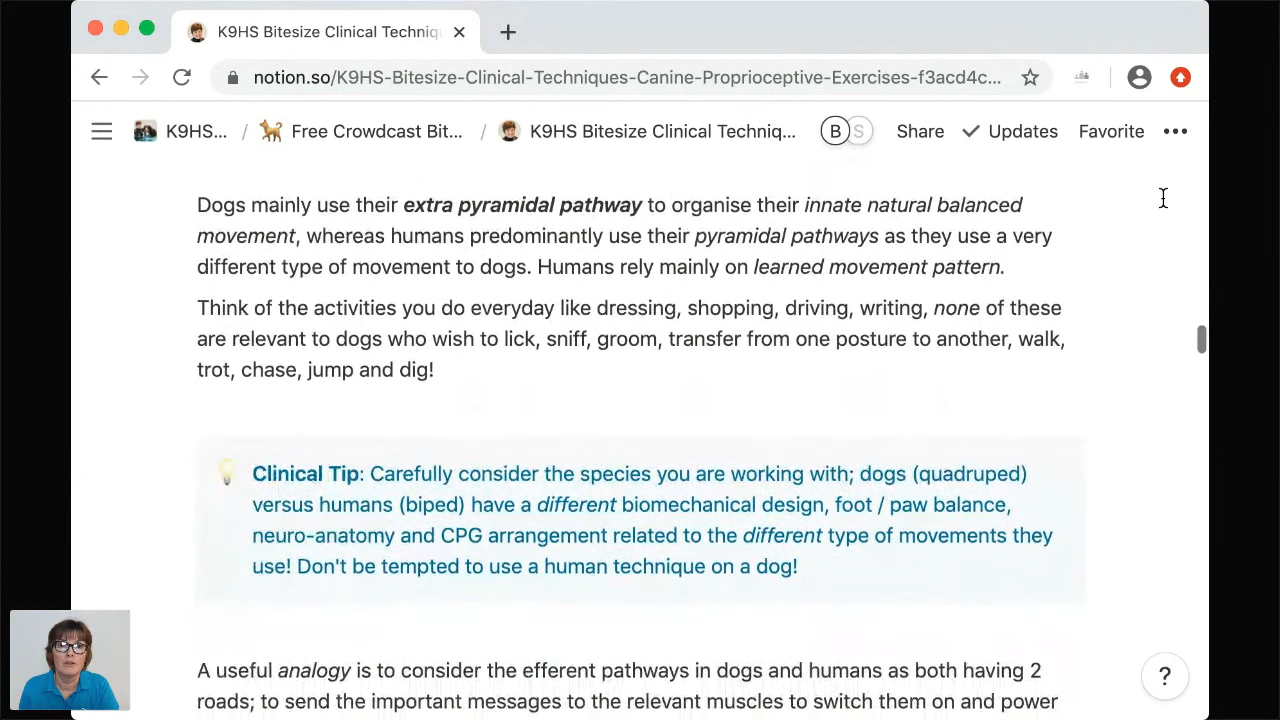 K9HS Bitesize Clinical Techniq
notion.so/K9HS-Bitesize-Clinical-Techniques-Canine-Proprioceptive-Exercises-f3acd4c...
K9HS... / Free Crowdcast Bit... / K9HS Bitesize Clinical Techniq... B S Share Updates Favorite •••
Dogs mainly use their extra pyramidal pathway to organise their innate natural balanced
movement, whereas humans predominantly use their pyramidal pathways as they use a very
different type of movement to dogs. Humans rely mainly on learned movement pattern.
Think of the activities you do everyday like dressing, shopping, driving, writing, none of these
are relevant to dogs who wish to lick, sniff, groom, transfer from one posture to another, walk,
trot, chase, jump and dig!
Clinical Tip: Carefully consider the species you are working with; dogs (quadruped)
versus humans (biped) have a different biomechanical design, foot / paw balance,
neuro-anatomy and CPG arrangement related to the different type of movements they
use! Don't be tempted to use a human technique on a dog!
A useful analogy is to consider the efferent pathways in dogs and humans as both having 2
roads; to send the important messages to the relevant muscles to switch them on and power
?